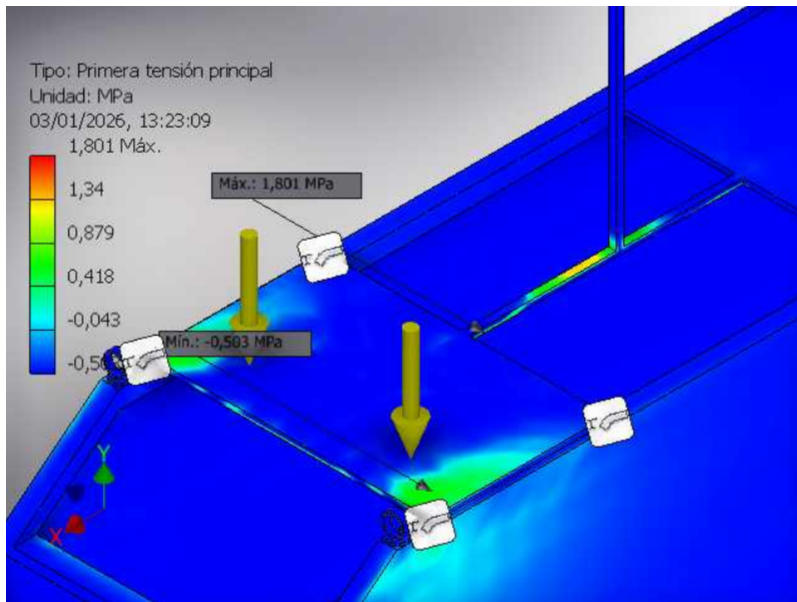 Tipo: Primera tensión principal
Unidad: MPa
03/01/2026, 13:23:09
1,801 Máx.
1,34
0,879
0,418
-0,043
Máx.: 1,801 MPa
Mín.: -0,503 MPa
Y
X